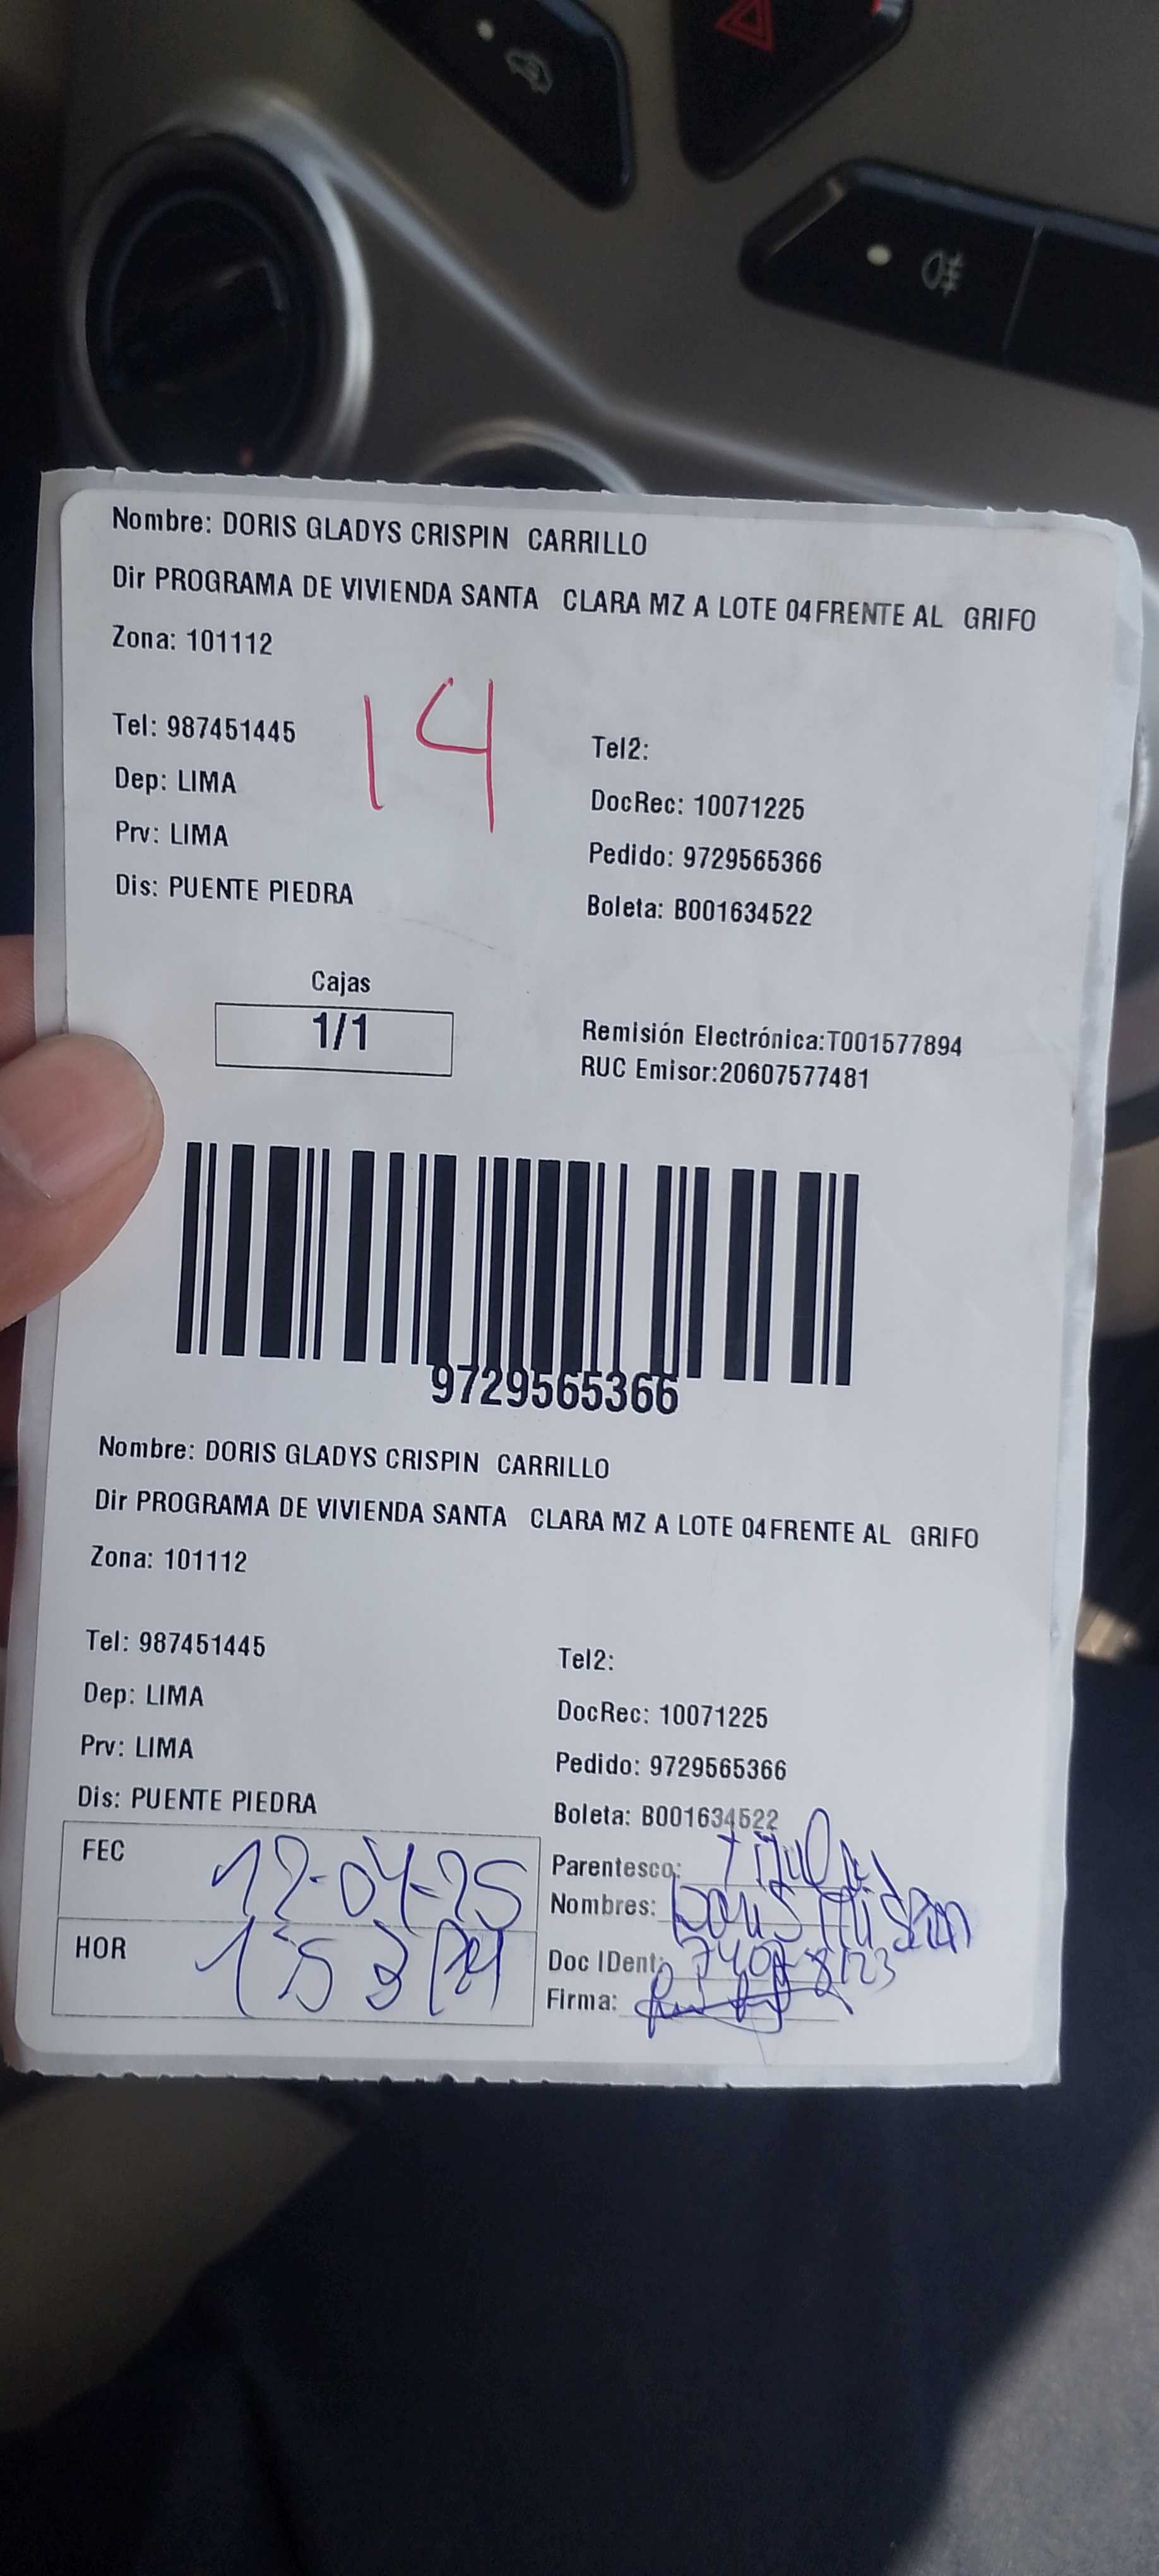 Nombre: DORIS GLADYS CRISPIN CARRILLO
Dir PROGRAMA DE VIVIENDA SANTA CLARA MZ A LOTE 04FRENTE AL GRIFO
Zona: 101112
14
Tel: 987451445 Tel2:
Dep: LIMA DocRec: 10071225
Prv: LIMA Pedido: 9729565366
Dis: PUENTE PIEDRA Boleta: B001634522
Cajas
1/1
Remisión Electrónica:T001577894
RUC Emisor:20607577481
9729565366
Nombre: DORIS GLADYS CRISPIN CARRILLO
Dir PROGRAMA DE VIVIENDA SANTA CLARA MZ A LOTE 04FRENTE AL GRIFO
Zona: 101112
Tel: 987451445 Tel2:
Dep: LIMA DocRec: 10071225
Prv: LIMA Pedido: 9729565366
Dis: PUENTE PIEDRA Boleta: B001634522
FEC 12-04-25
HOR
Parentesco: Titular
Nombres: Doris
Doc IDent:
Firma: